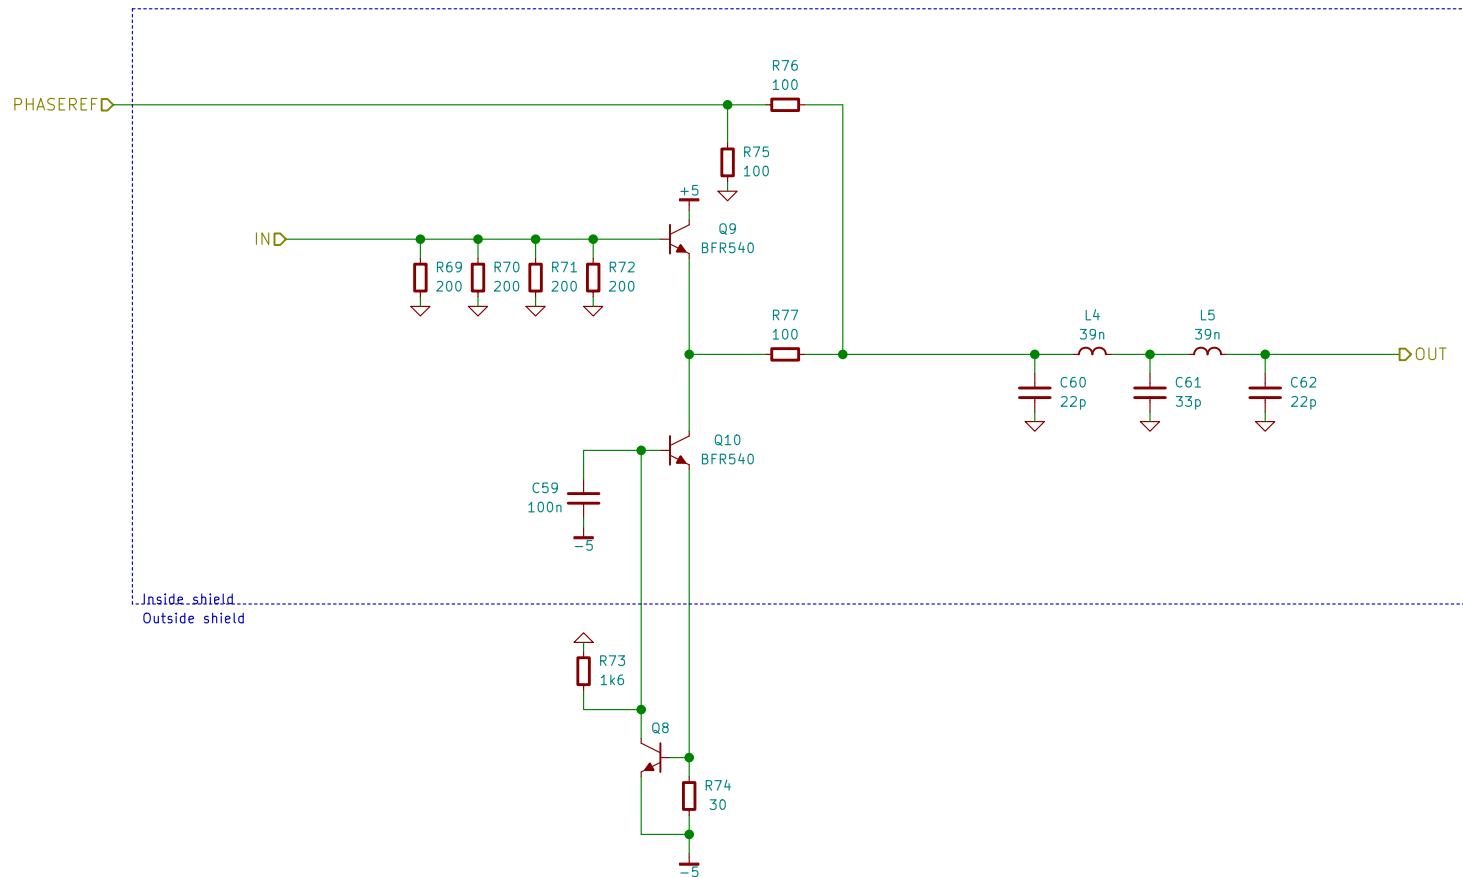 R76
100
PHASEREF
R75
100
+5
Q9
BFR540
IN
R69
200
R70
200
R71
200
R72
200
R77
100
L4
39n
L5
39n
OUT
C60
22p
C61
33p
C62
22p
Q10
BFR540
C59
100n
-5
Inside shield
Outside shield
R73
1k6
Q8
R74
30
-5